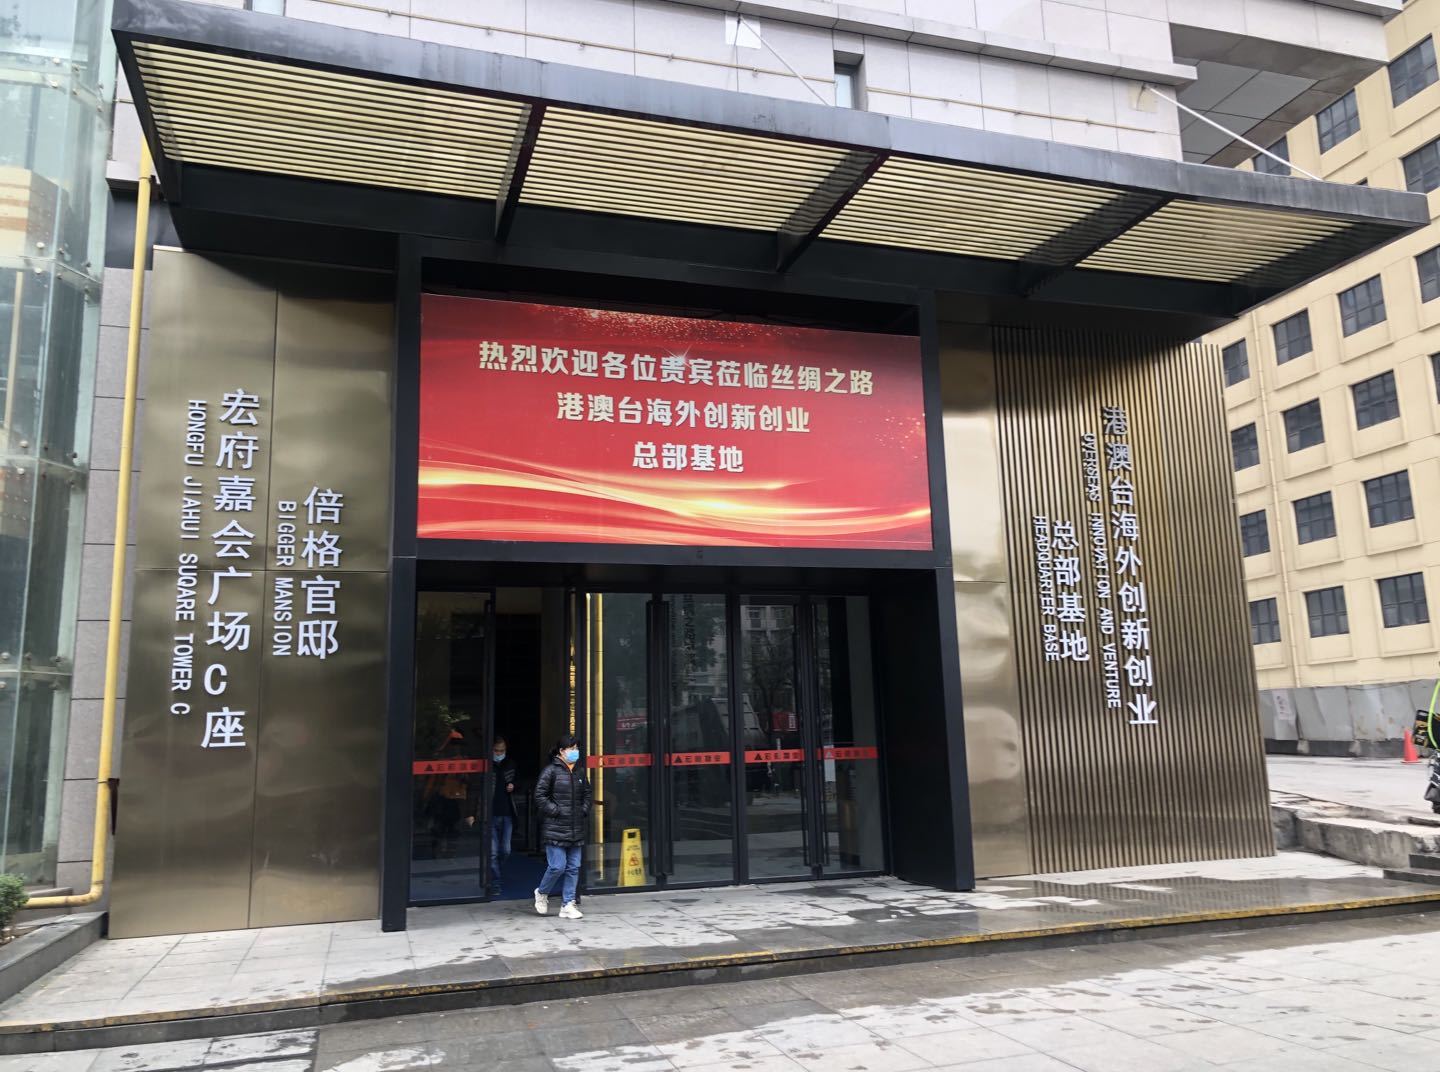 热烈欢迎各位贵宾莅临丝绸之路
港澳台海外创新创业
总部基地
宏府嘉会广场C座
HONGFU JIAHUI SUQARE TOWER C
倍格官邸
BIGGER MANSION
港澳台海外创新创业
OVERSEAS INNOVATION AND VENTURE
总部基地
HEADQUARTER BASE